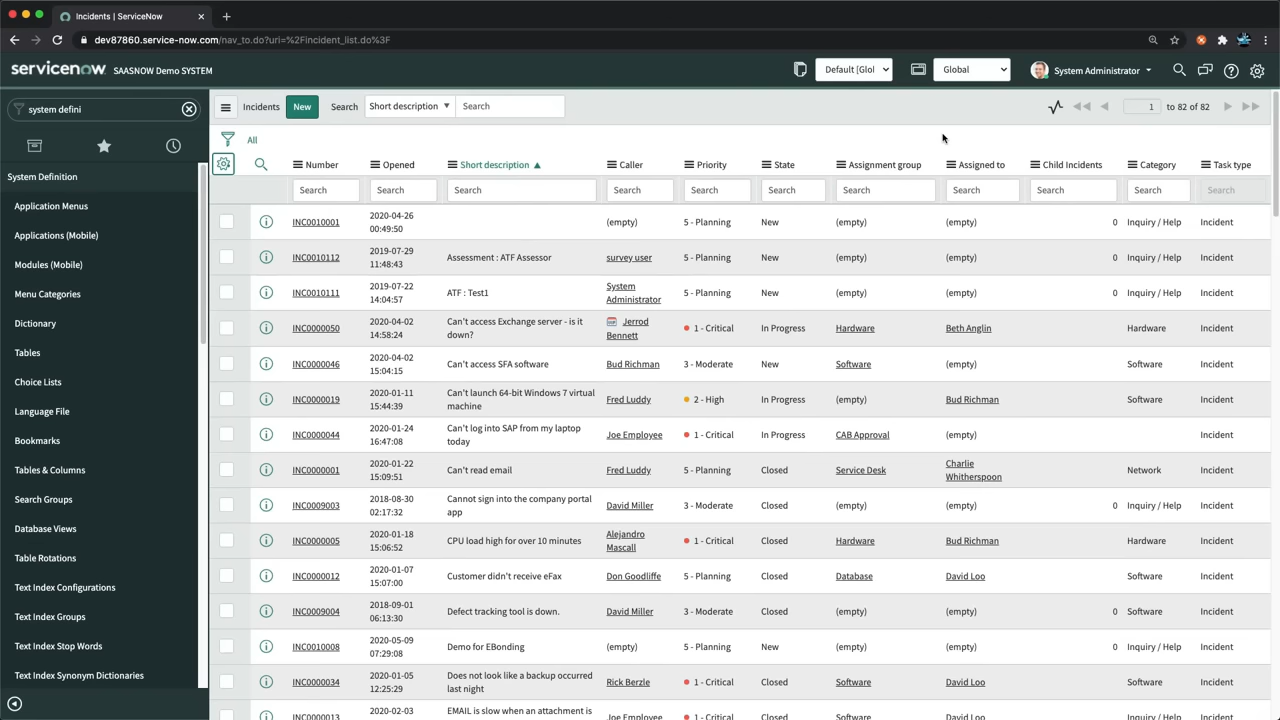 Incidents | ServiceNow
dev87860.service-now.com/nav_to.do?uri=%2Fincident_list.do%3F
servicenow SAASNOW Demo SYSTEM Default [Glol Global System Administrator
system defini
Incidents New Search Short description Search 1 to 82 of 82
All
Number Opened Short description Caller Priority State Assignment group Assigned to Child Incidents Category Task type
Search Search Search Search Search Search Search Search Search Search Search
System Definition
Application Menus
Applications (Mobile)
Modules (Mobile)
Menu Categories
Dictionary
Tables
Choice Lists
Language File
Bookmarks
Tables & Columns
Search Groups
Database Views
Table Rotations
Text Index Configurations
Text Index Groups
Text Index Stop Words
Text Index Synonym Dictionaries
INC0010001 2020-04-26 00:49:50 (empty) 5 - Planning New (empty) (empty) 0 Inquiry / Help Incident
INC0010112 2019-07-29 11:48:43 Assessment : ATF Assessor survey user 5 - Planning New (empty) (empty) 0 Inquiry / Help Incident
INC0010111 2019-07-22 14:04:57 ATF : Test1 System Administrator 5 - Planning New (empty) (empty) 0 Inquiry / Help Incident
INC0000050 2020-04-02 14:58:24 Can't access Exchange server - is it down? Jerrod Bennett 1 - Critical In Progress Hardware Beth Anglin Hardware Incident
INC0000046 2020-04-02 15:04:15 Can't access SFA software Bud Richman 3 - Moderate New Software (empty) Software Incident
INC0000019 2020-01-11 15:44:39 Can't launch 64-bit Windows 7 virtual machine Fred Luddy 2 - High In Progress (empty) Bud Richman Software Incident
INC0000044 2020-01-24 16:47:08 Can't log into SAP from my laptop today Joe Employee 1 - Critical In Progress CAB Approval (empty) Incident
INC0000001 2020-01-22 15:09:51 Can't read email Fred Luddy 5 - Planning Closed Service Desk Charlie Whitherspoon Network Incident
INC0009003 2018-08-30 02:17:32 Cannot sign into the company portal app David Miller 3 - Moderate Closed (empty) (empty) 0 Inquiry / Help Incident
INC0000005 2020-01-18 15:06:52 CPU load high for over 10 minutes Alejandro Mascall 1 - Critical Closed Hardware Bud Richman Hardware Incident
INC0000012 2020-01-07 15:07:00 Customer didn't receive eFax Don Goodliffe 5 - Planning Closed Database David Loo Software Incident
INC0009004 2018-09-01 06:13:30 Defect tracking tool is down. David Miller 3 - Moderate Closed (empty) (empty) 0 Software Incident
INC0010008 2020-05-09 07:29:08 Demo for EBonding (empty) 5 - Planning New (empty) (empty) 0 Inquiry / Help Incident
INC0000034 2020-01-05 12:25:29 Does not look like a backup occurred last night Rick Berzle 1 - Critical Closed Software David Loo Software Incident
INC0000013 2020-02-03 EMAIL is slow when an attachment is Joe Employee 1 - Critical Closed Software David Loo Software Incident